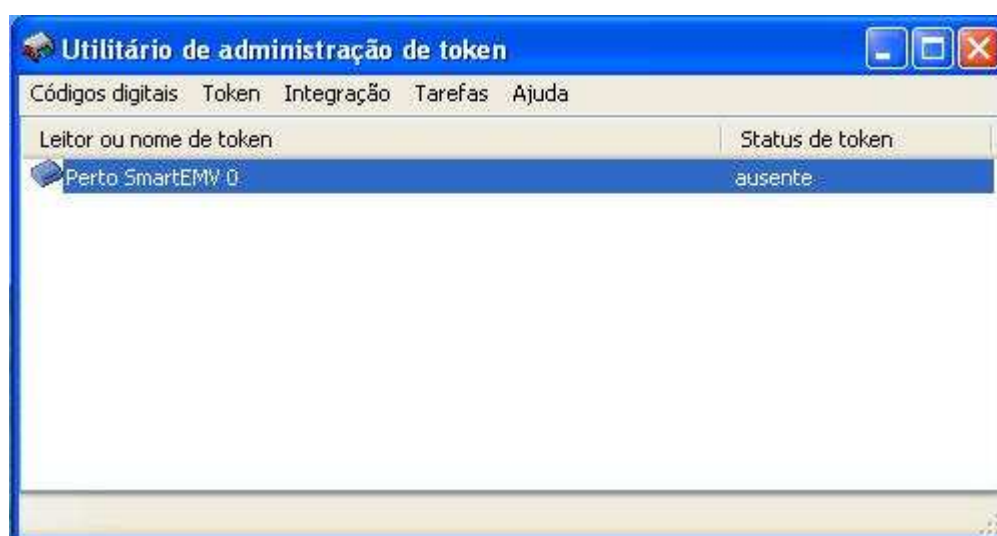 Utilitário de administração de token
Códigos digitais Token Integração Tarefas Ajuda
Leitor ou nome de token Status de token
Perto SmartEMV 0 ausente